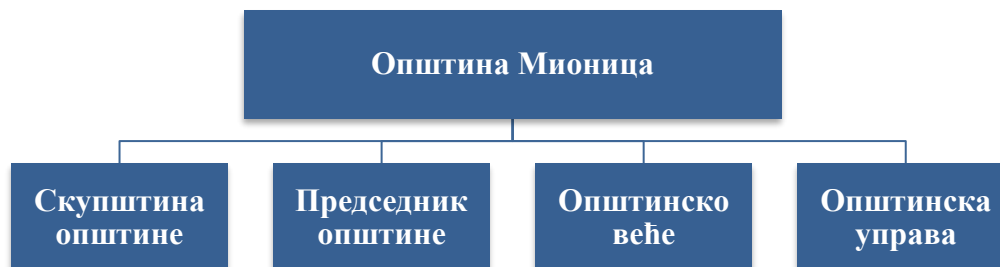 Општина Мионица
Скупштина
општине
Председник
општине
Општинско
веће
Општинска
управа